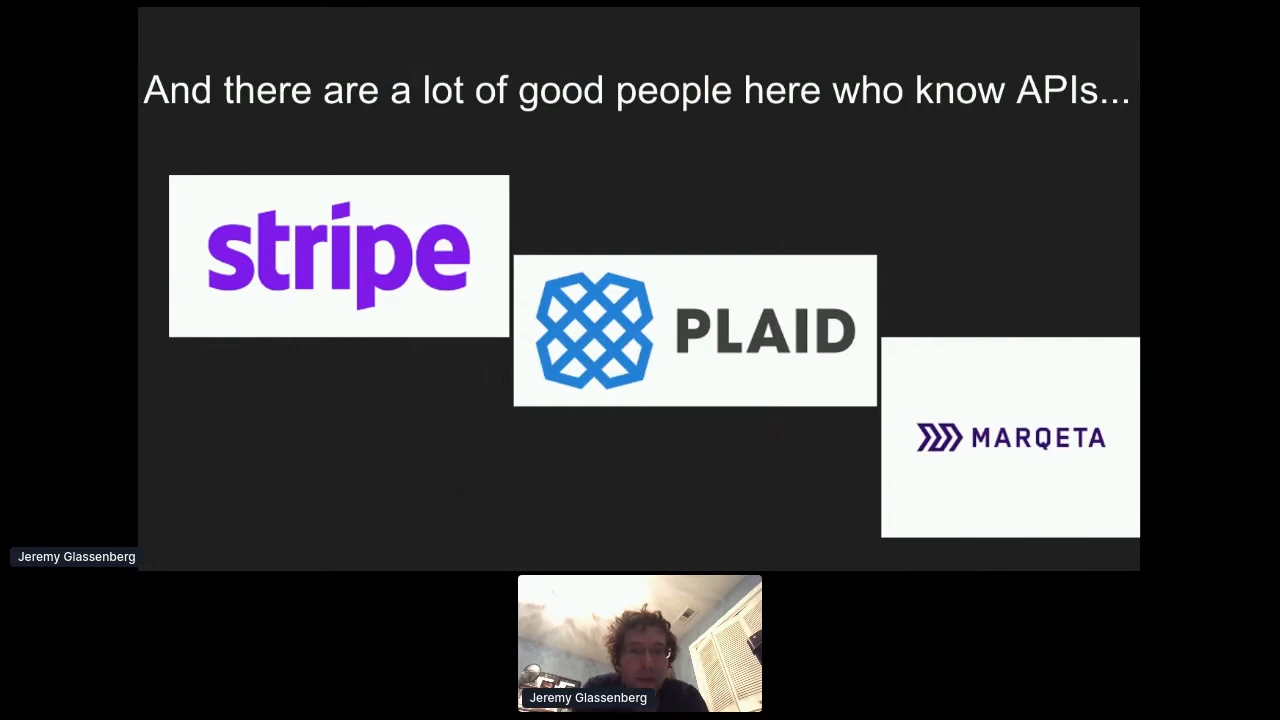 And there are a lot of good people here who know APIs...
stripe
PLAID
MARQETA
Jeremy Glassenberg
Jeremy Glassenberg